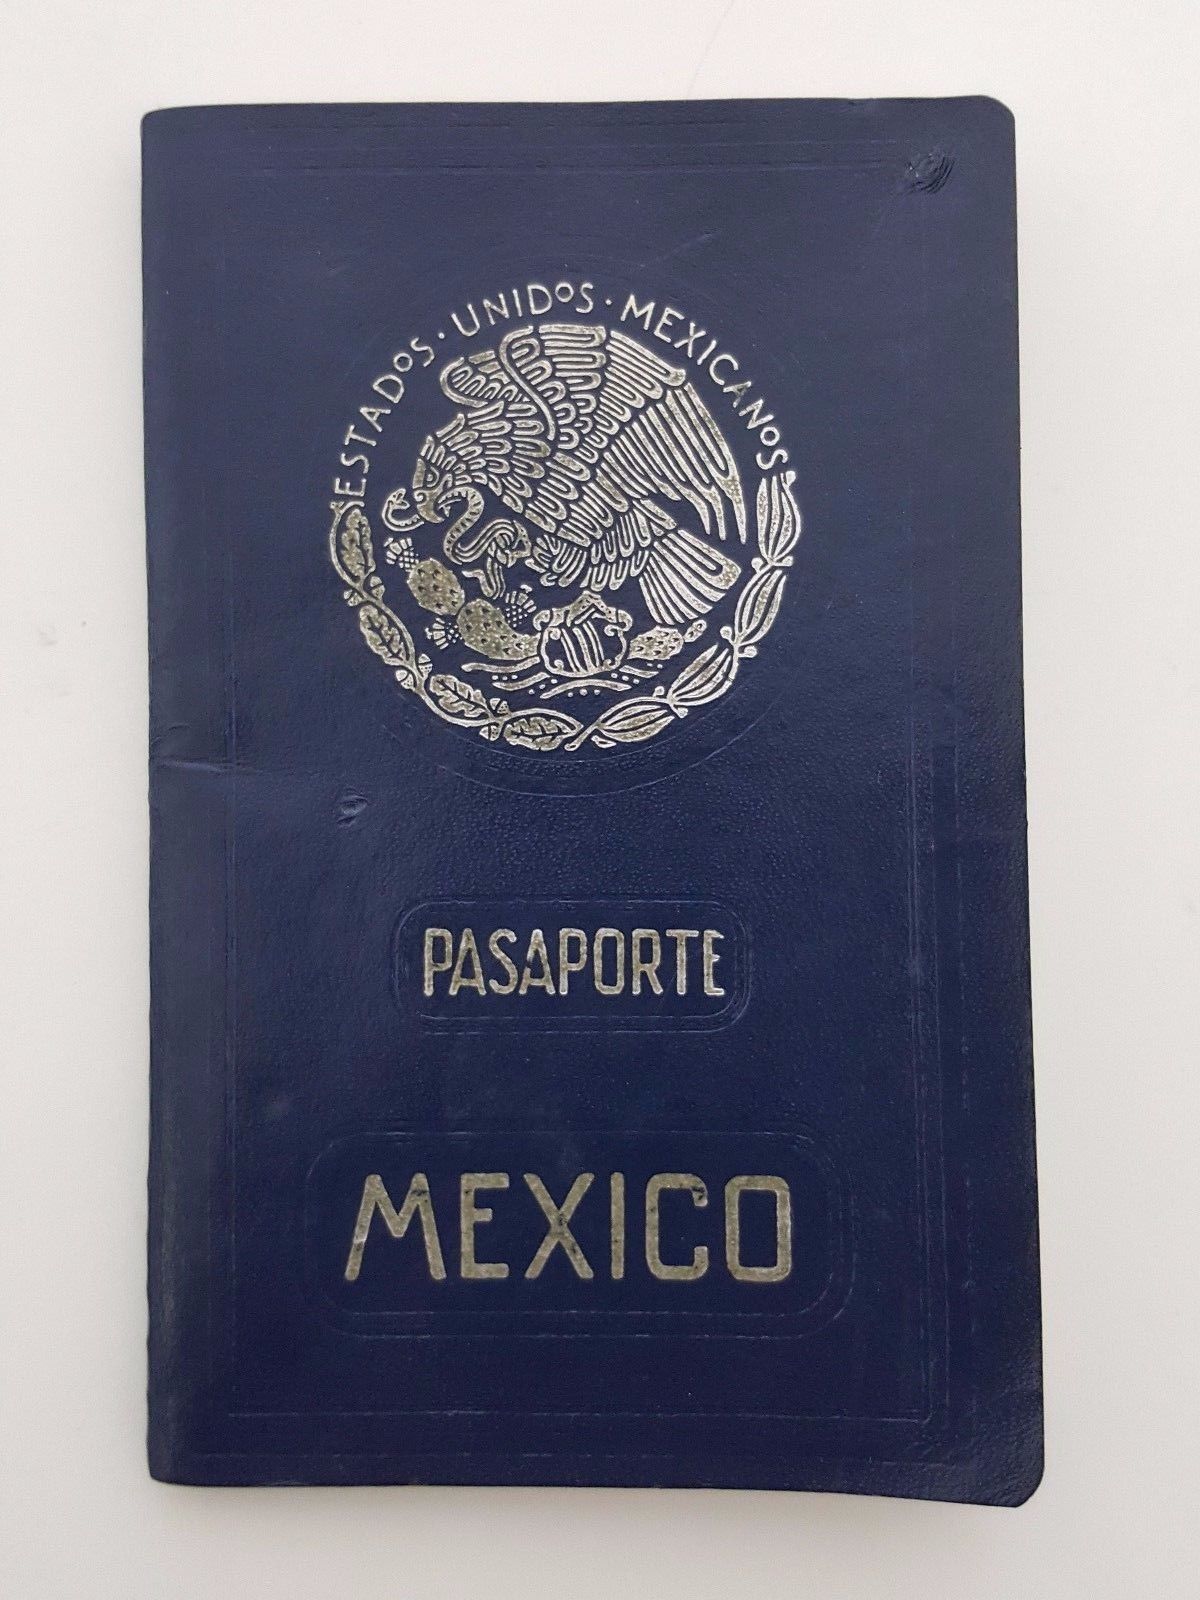 ESTADOS · UNIDOS · MEXICANOS
PASAPORTE
MEXICO